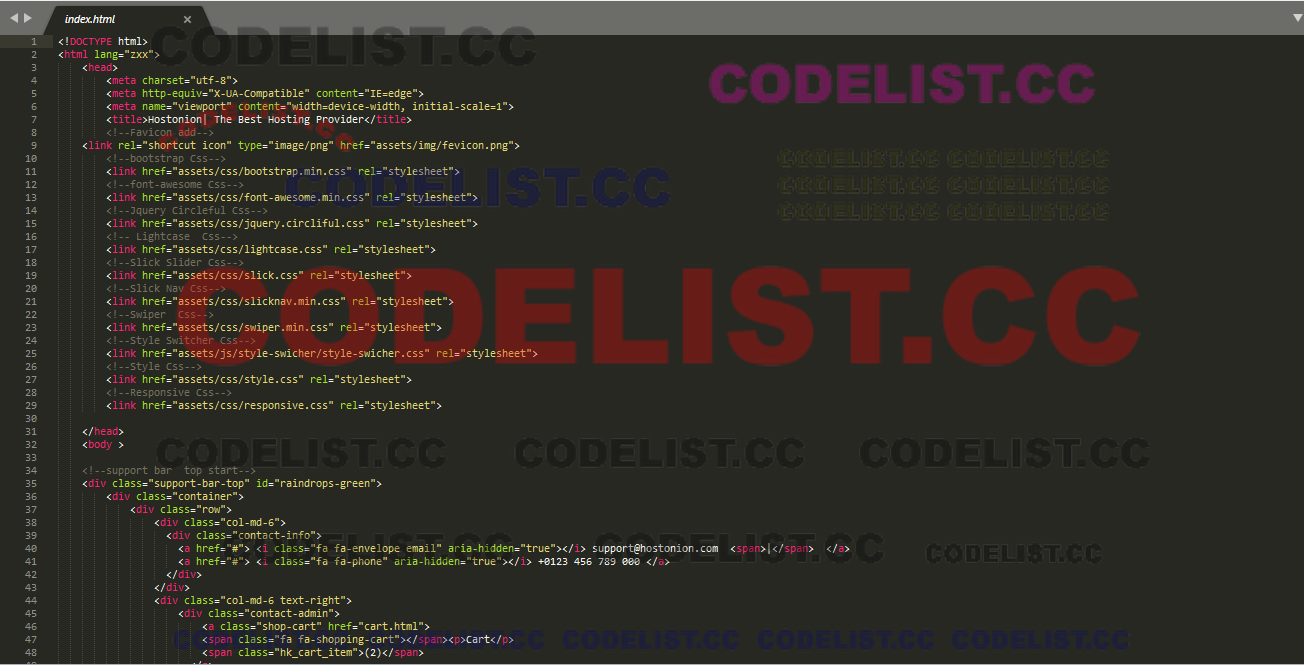 index.html ×
CODELIST.CC
1 <!DOCTYPE html>
2 <html lang="zxx">
3 <head>
4 <meta charset="utf-8">
5 <meta http-equiv="X-UA-Compatible" content="IE=edge">
6 <meta name="viewport" content="width=device-width, initial-scale=1">
CODELIST.CC
7 <title>Hostonion| The Best Hosting Provider</title>
8 <!--Favicon add-->
9 <link rel="shortcut icon" type="image/png" href="assets/img/fevicon.png">
10 <!--bootstrap Css-->
CODELIST.CC CODELIST.CC
11 <link href="assets/css/bootstrap.min.css" rel="stylesheet">
12 <!--font-awesome Css-->
CODELIST.CC CODELIST.CC
13 <link href="assets/css/font-awesome.min.css" rel="stylesheet">
CODELIST.CC
14 <!--Jquery Circleful Css-->
CODELIST.CC CODELIST.CC
15 <link href="assets/css/jquery.circliful.css" rel="stylesheet">
16 <!-- Lightcase  Css-->
17 <link href="assets/css/lightcase.css" rel="stylesheet">
18 <!--Slick Slider Css-->
19 <link href="assets/css/slick.css" rel="stylesheet">
20 <!--Slick Nav Css-->
21 <link href="assets/css/slicknav.min.css" rel="stylesheet">
22 <!--Swiper  Css-->
CODELIST.CC
23 <link href="assets/css/swiper.min.css" rel="stylesheet">
24 <!--Style Switcher Css-->
25 <link href="assets/js/style-swicher/style-swicher.css" rel="stylesheet">
26 <!--Style Css-->
27 <link href="assets/css/style.css" rel="stylesheet">
28 <!--Responsive Css-->
29 <link href="assets/css/responsive.css" rel="stylesheet">
30
31 </head>
32 <body >
33
CODELIST.CC CODELIST.CC CODELIST.CC
34 <!--support bar  top start-->
35 <div class="support-bar-top" id="raindrops-green">
36 <div class="container">
37 <div class="row">
38 <div class="col-md-6">
39 <div class="contact-info">
40 <a href="#"> <i class="fa fa-envelope email" aria-hidden="true"></i> support@hostonion.com  <span>|</span>  </a>
CODELIST.CC CODELIST.CC CODELIST.CC
41 <a href="#"> <i class="fa fa-phone" aria-hidden="true"></i> +0123 456 789 000 </a>
42 </div>
43 </div>
44 <div class="col-md-6 text-right">
45 <div class="contact-admin">
46 <a class="shop-cart" href="cart.html">
47 <span class="fa fa-shopping-cart"></span><p>Cart</p>
CODELIST.CC CODELIST.CC CODELIST.CC CODELIST.CC
48 <span class="hk_cart_item">(2)</span>